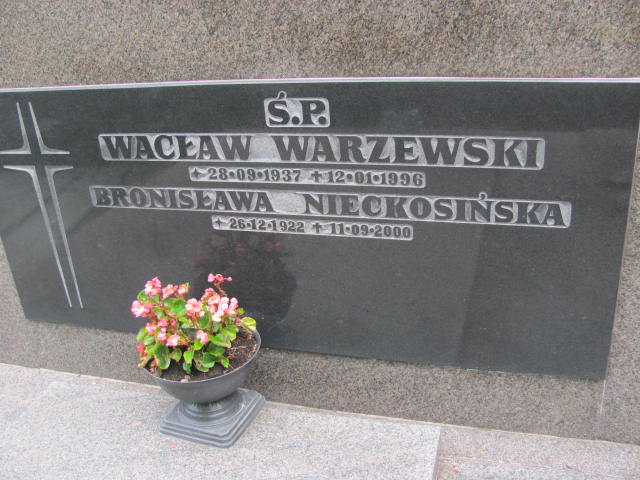 Ś.P.
WACŁAW WARZEWSKI
28·09·1937 +12·01·1996
BRONISŁAWA NIECKOSIŃSKA
26·12·1922 +11·09·2000